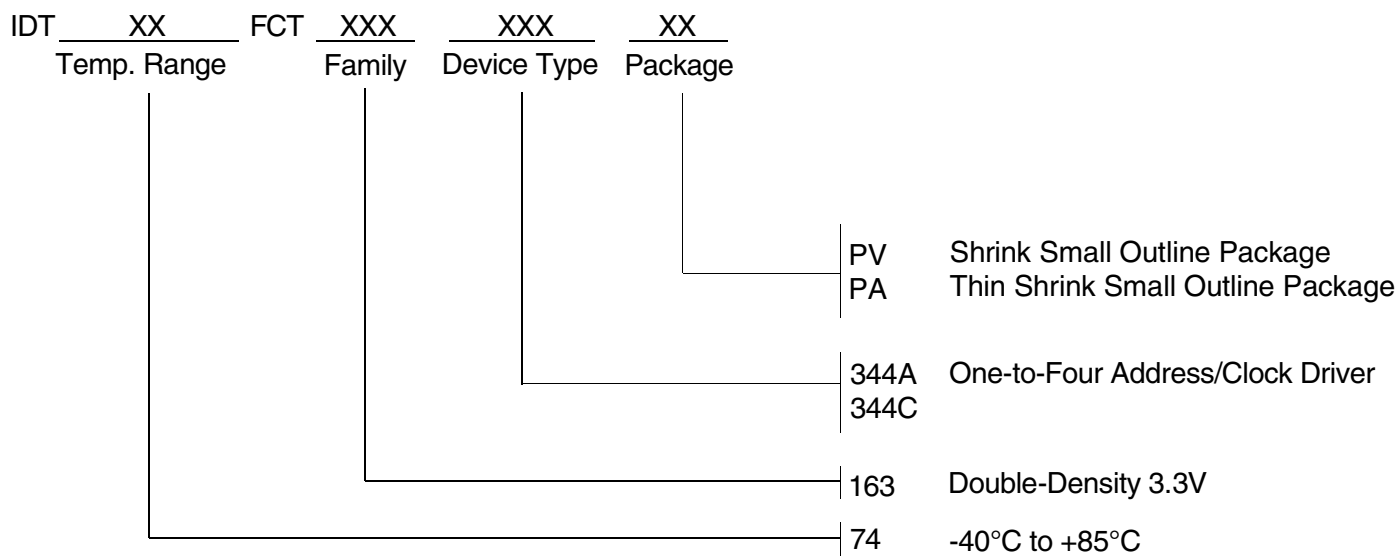 IDT XX FCT XXX XXX XX
Temp. Range Family Device Type Package
PV Shrink Small Outline Package
PA Thin Shrink Small Outline Package
344A One-to-Four Address/Clock Driver
344C
163 Double-Density 3.3V
74 -40°C to +85°C